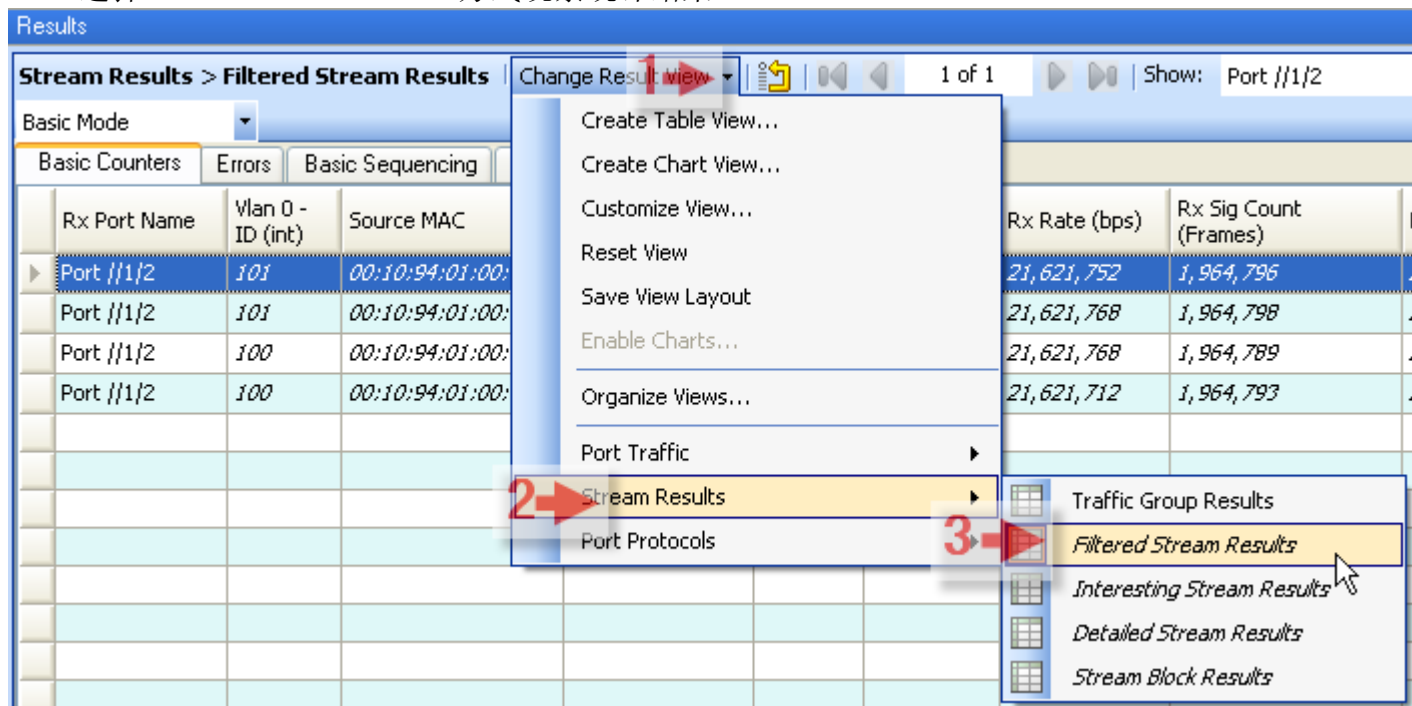 Results
Stream Results > Filtered Stream Results | Change Result View 1 of 1 Show: Port //1/2
1
Basic Mode
Basic Counters Errors Basic Sequencing
Rx Port Name Vlan 0 - ID (int) Source MAC Rx Rate (bps) Rx Sig Count (Frames)
Port //1/2 101 00:10:94:01:00: 21,621,752 1,964,796
Port //1/2 101 00:10:94:01:00: 21,621,768 1,964,798
Port //1/2 100 00:10:94:01:00: 21,621,768 1,964,789
Port //1/2 100 00:10:94:01:00: 21,621,712 1,964,793
Create Table View...
Create Chart View...
Customize View...
Reset View
Save View Layout
Enable Charts...
Organize Views...
Port Traffic
2 Stream Results
Port Protocols
Traffic Group Results
3 Filtered Stream Results
Interesting Stream Results
Detailed Stream Results
Stream Block Results